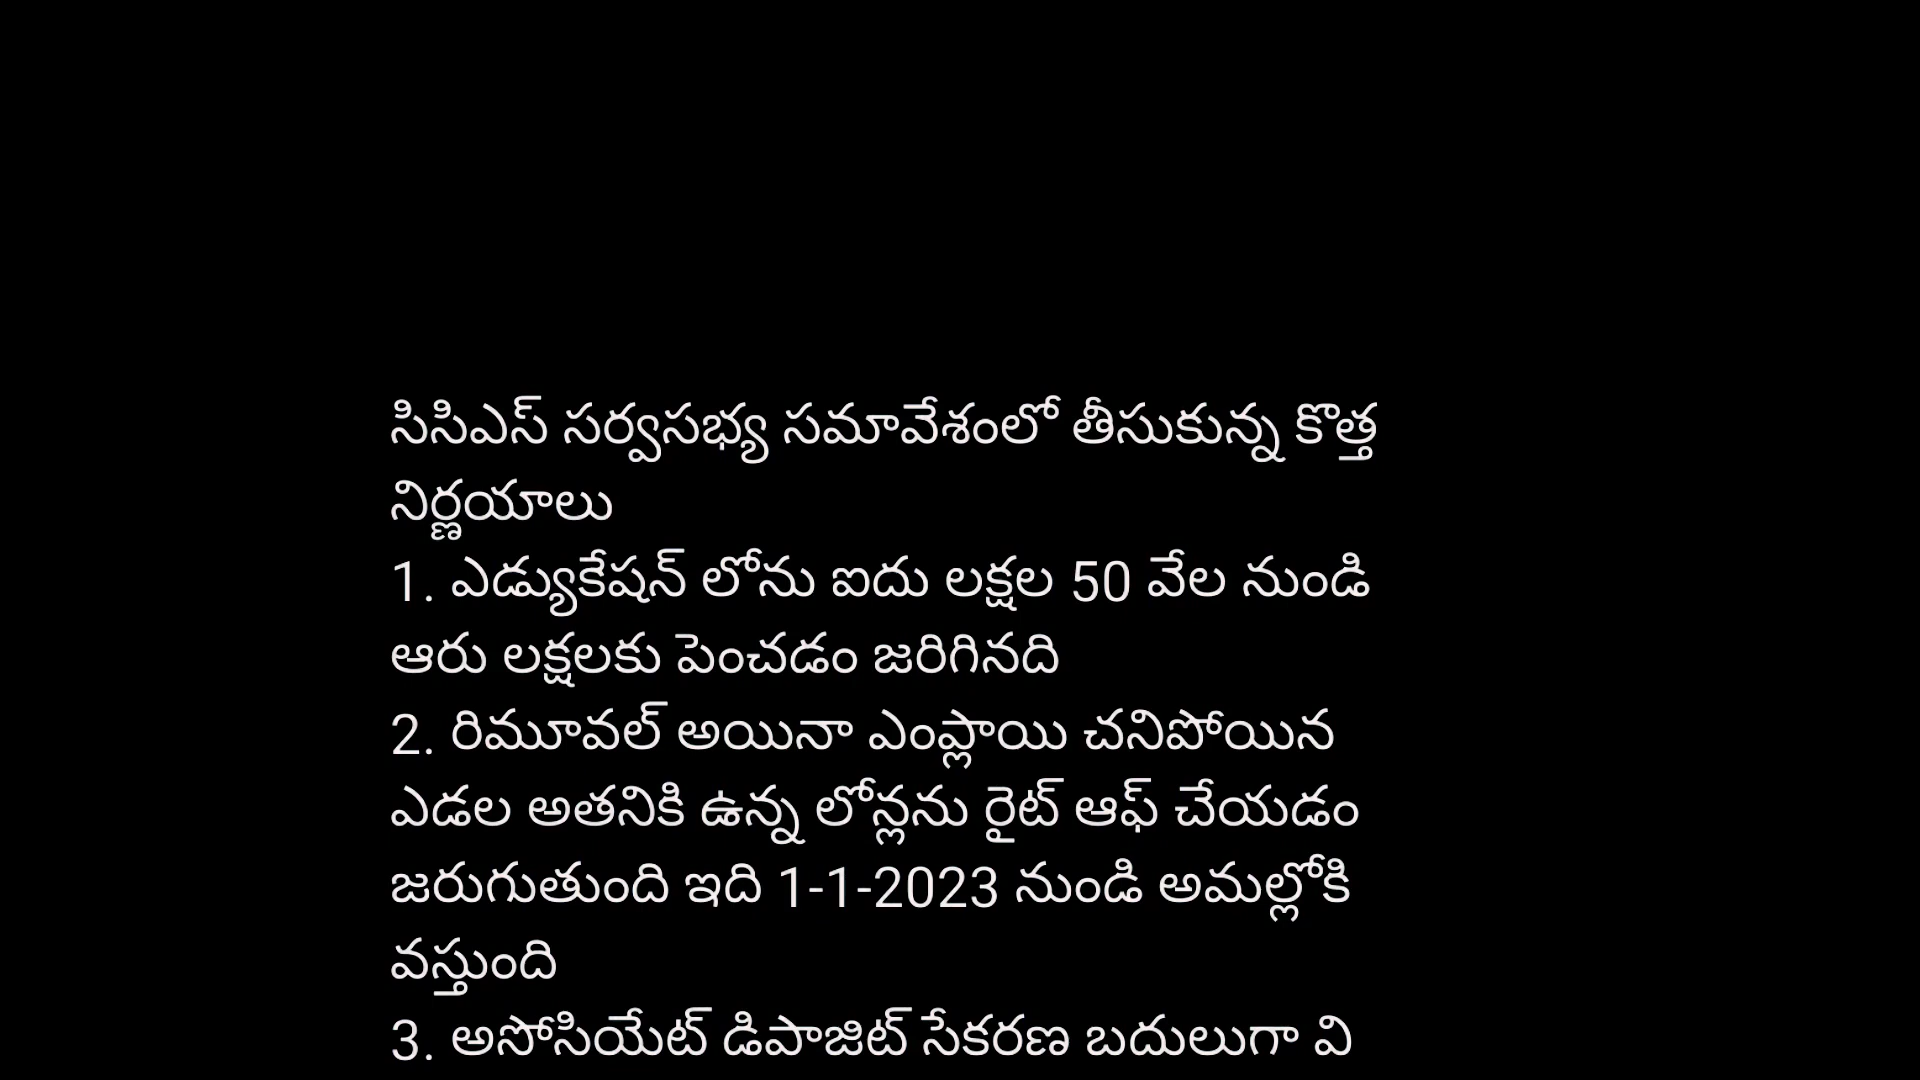 సిసిఎస్ సర్వసభ్య సమావేశంలో తీసుకున్న కొత్త
నిర్ణయాలు
1. ఎడ్యుకేషన్ లోను ఐదు లక్షల 50 వేల నుండి
ఆరు లక్షలకు పెంచడం జరిగినది
2. రిమూవల్ అయినా ఎంప్లాయి చనిపోయిన
ఎడల అతనికి ఉన్న లోన్లను రైట్ ఆఫ్ చేయడం
జరుగుతుంది ఇది 1-1-2023 నుండి అమల్లోకి
వస్తుంది
3. అసోసియేట్ డిపాజిట్ సేకరణ బదులుగా వి